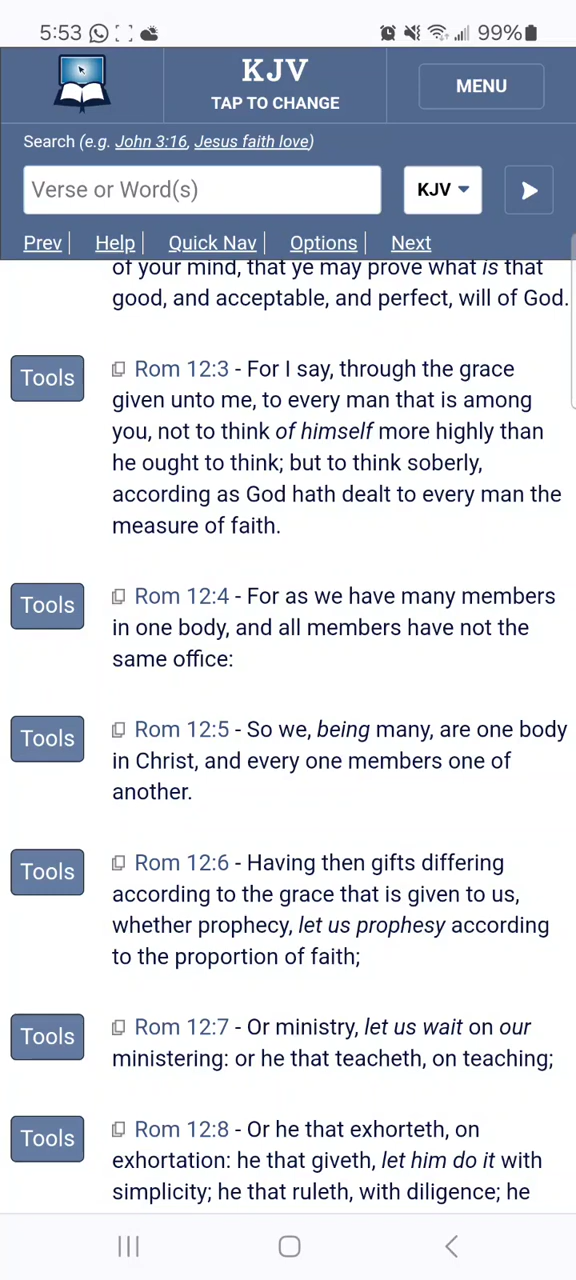 5:53 99%
KJV
TAP TO CHANGE
MENU
Search (e.g. John 3:16, Jesus faith love)
Verse or Word(s)
KJV
Prev| Help| Quick Nav| Options| Next
of your mind, that ye may prove what is that
good, and acceptable, and perfect, will of God.
Tools
Rom 12:3 - For I say, through the grace
given unto me, to every man that is among
you, not to think of himself more highly than
he ought to think; but to think soberly,
according as God hath dealt to every man the
measure of faith.
Tools
Rom 12:4 - For as we have many members
in one body, and all members have not the
same office:
Tools
Rom 12:5 - So we, being many, are one body
in Christ, and every one members one of
another.
Tools
Rom 12:6 - Having then gifts differing
according to the grace that is given to us,
whether prophecy, let us prophesy according
to the proportion of faith;
Tools
Rom 12:7 - Or ministry, let us wait on our
ministering: or he that teacheth, on teaching;
Tools
Rom 12:8 - Or he that exhorteth, on
exhortation: he that giveth, let him do it with
simplicity; he that ruleth, with diligence; he